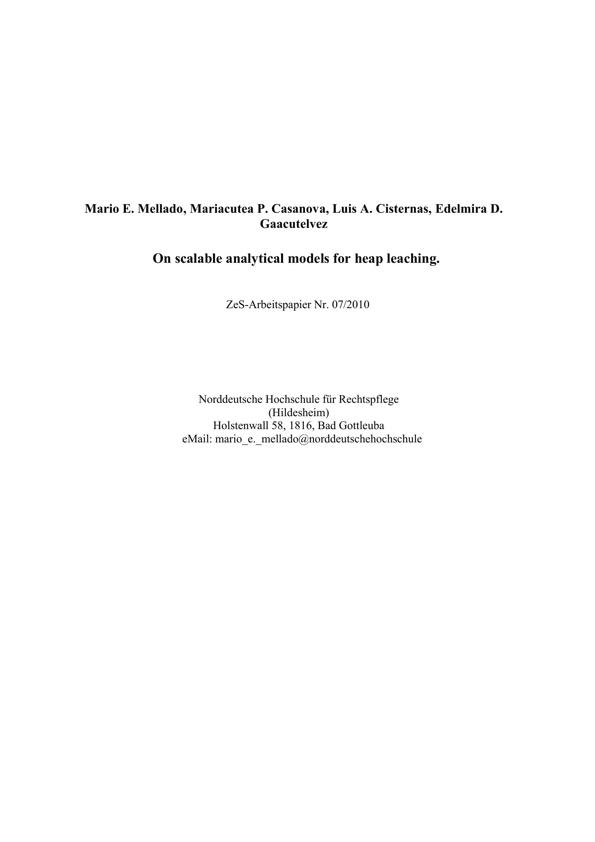 Mario E. Mellado, Mariacutea P. Casanova, Luis A. Cisternas, Edelmira D.
Gaacutelvez
On scalable analytical models for heap leaching.
ZeS-Arbeitspapier Nr. 07/2010
Norddeutsche Hochschule für Rechtspflege
(Hildesheim)
Holstenwall 58, 1816, Bad Gottleuba
eMail: mario_e._mellado@norddeutschehochschule